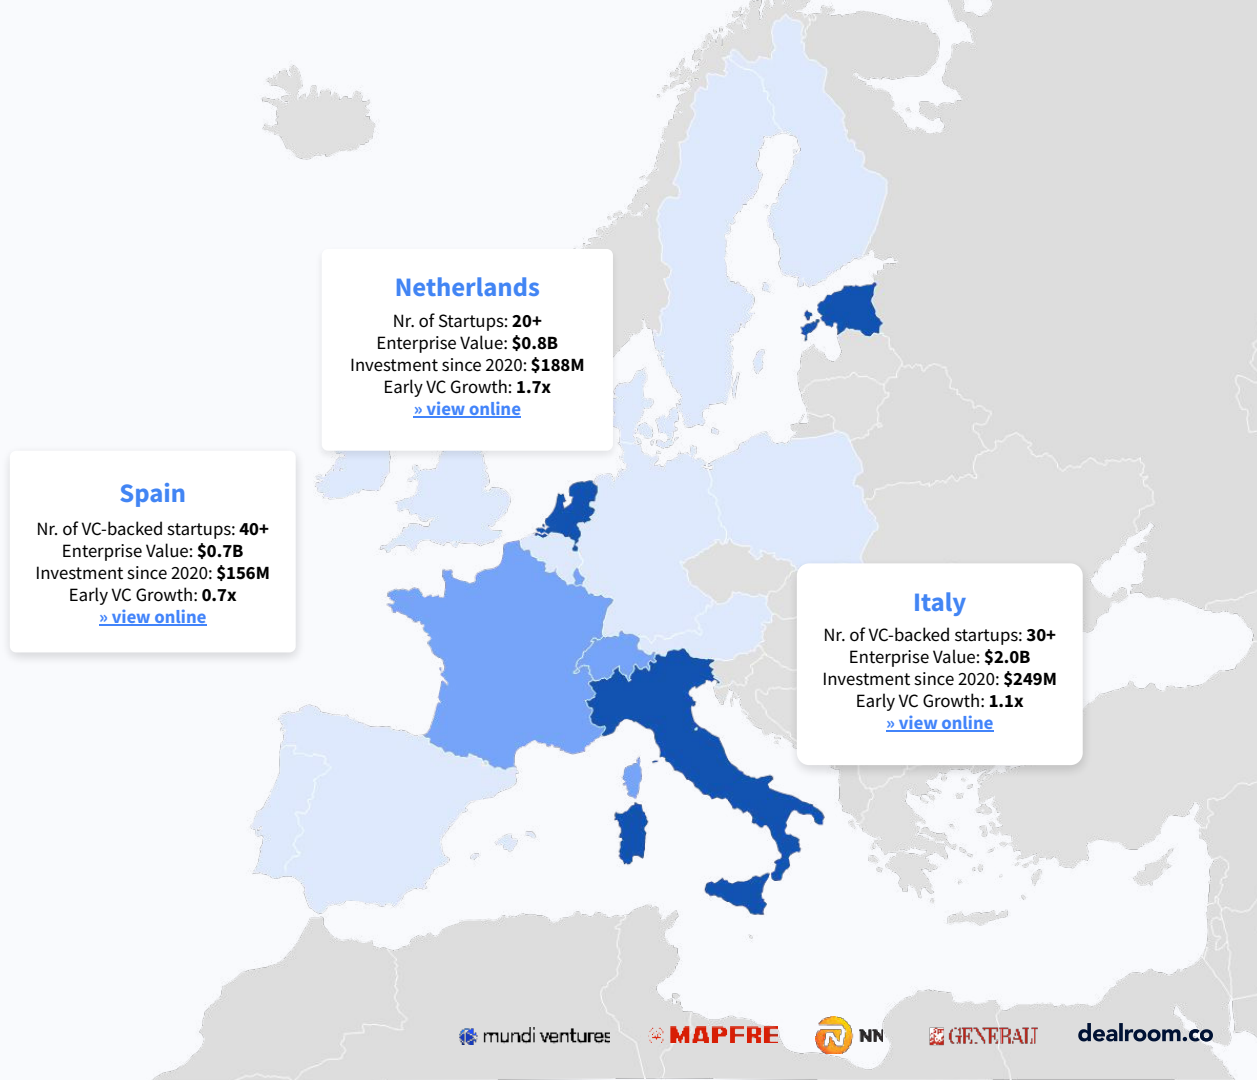 Netherlands
Nr. of Startups: 20+
Enterprise Value: $0.8B
Investment since 2020: $188M
Early VC Growth: 1.7x
» view online
Spain
Nr. of VC-backed startups: 40+
Enterprise Value: $0.7B
Investment since 2020: $156M
Early VC Growth: 0.7x
» view online
Italy
Nr. of VC-backed startups: 30+
Enterprise Value: $2.0B
Investment since 2020: $249M
Early VC Growth: 1.1x
» view online
mundi ventures MAPFRE NN GENERALI dealroom.co